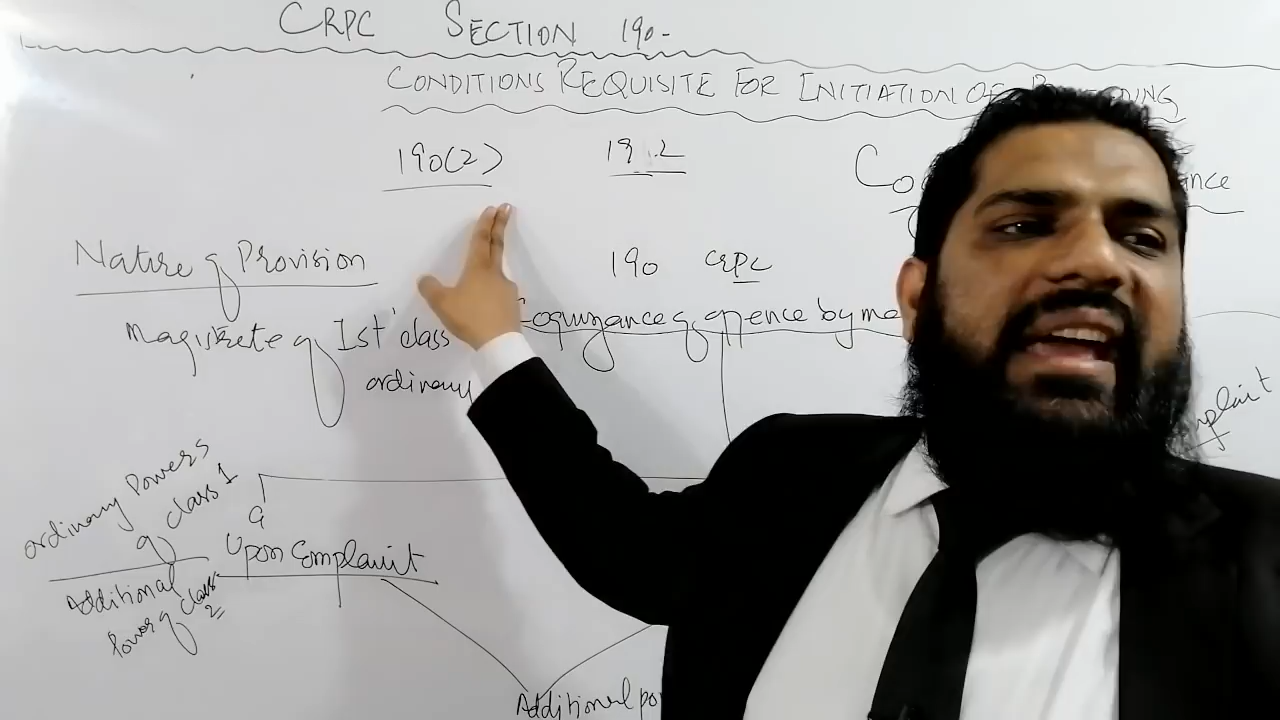 CRPC SECTION 190-
CONDITIONS REQUISITE FOR INITIATION OF
190(2)
Nature of Provision
190 CRPC
Magistrate of Ist class
ordinary
Cognizance of offence by
ordinary Powers
of class 1
Additional
Power of class
2
a
Upon Complaint
Additional